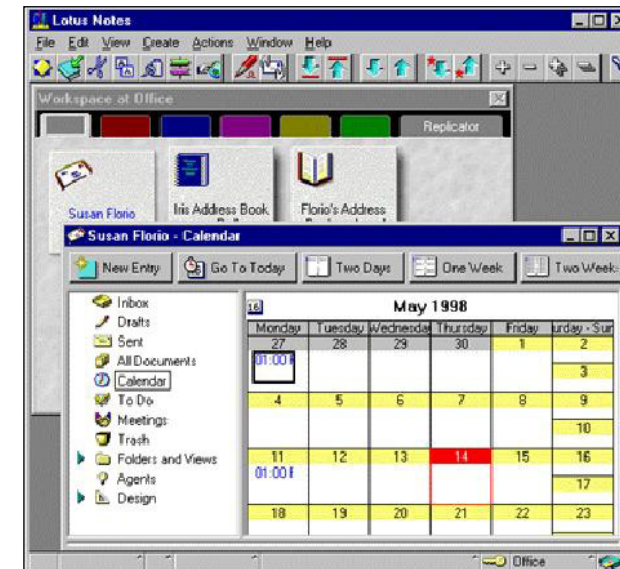 Lotus Notes
File Edit View Create Actions Window Help
Workspace at Office
Replicator
Susan Florio
Iris Address Book
Florio's Address
Susan Florio - Calendar
New Entry Go To Today Two Days One Week Two Week
Inbox
Drafts
Sent
All Documents
Calendar
To Do
Meetings
Trash
Folders and Views
Agents
Design
16 May 1998
Monday Tuesday Wednesday Thursday Friday urday - Sun
27 28 29 30 1 2
01:00
3
4 5 6 7 8 9
10
11 12 13 14 15 16
01:00
17
18 19 20 21 22 23
Office